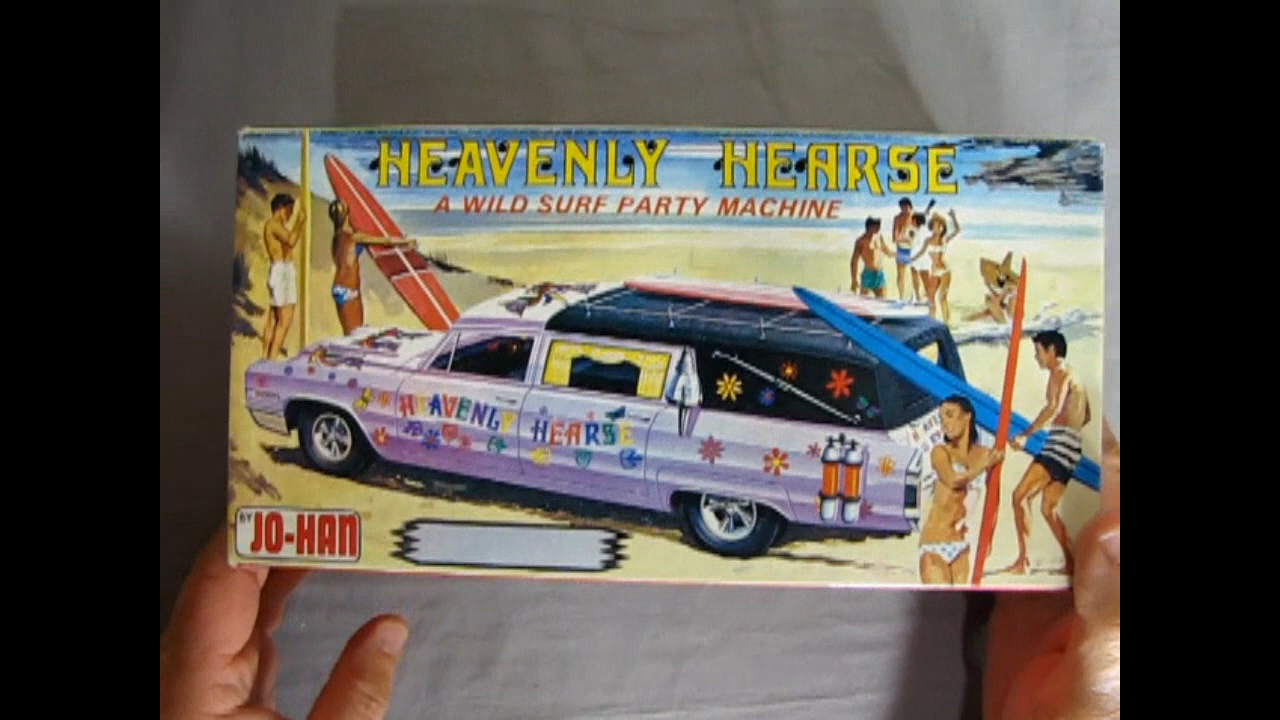 HEAVENLY HEARSE
A WILD SURF PARTY MACHINE
HEAVENLY
HEARSE
BY JO-HAN